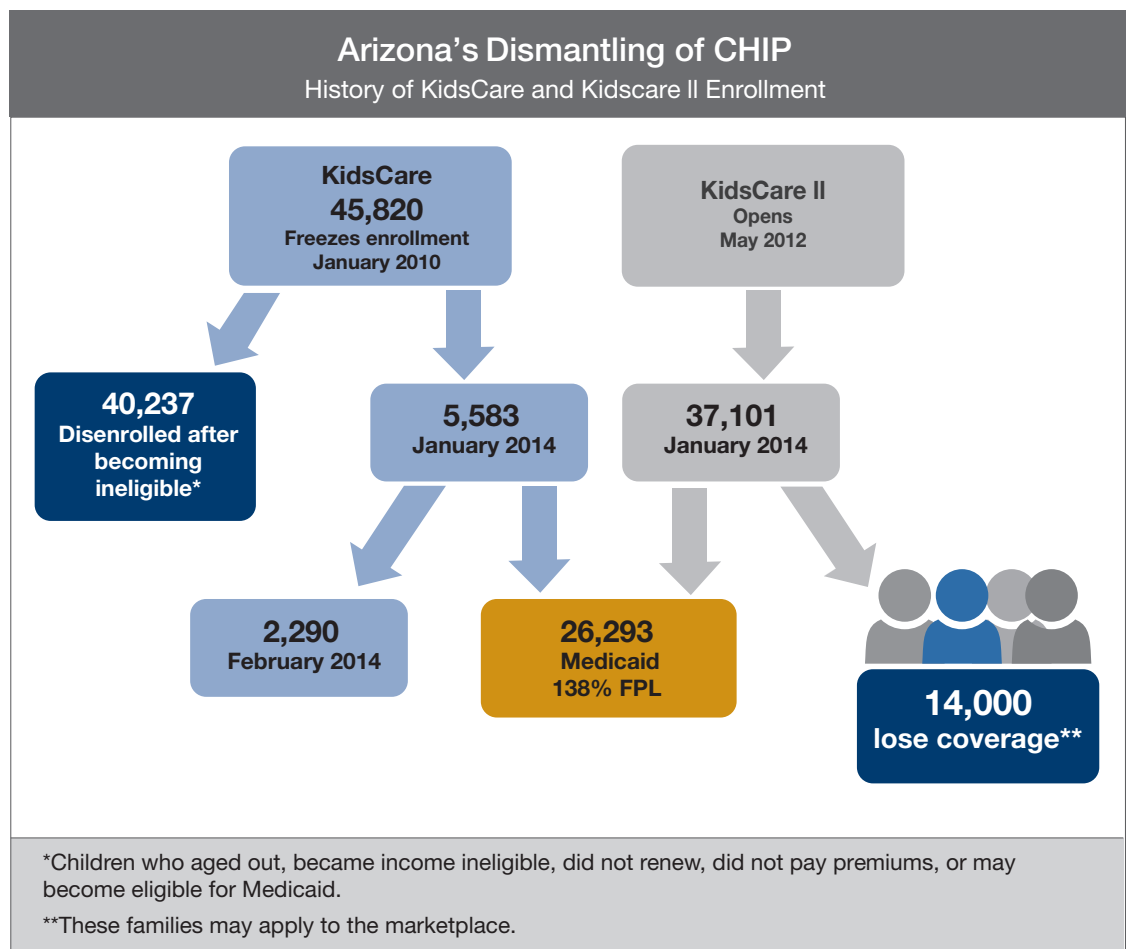 Arizona’s Dismantling of CHIP
History of KidsCare and Kidscare II Enrollment
KidsCare
45,820
Freezes enrollment
January 2010
KidsCare II
Opens
May 2012
40,237
Disenrolled after
becoming
ineligible*
5,583
January 2014
37,101
January 2014
2,290
February 2014
26,293
Medicaid
138% FPL
14,000
lose coverage**
*Children who aged out, became income ineligible, did not renew, did not pay premiums, or may
become eligible for Medicaid.
**These families may apply to the marketplace.